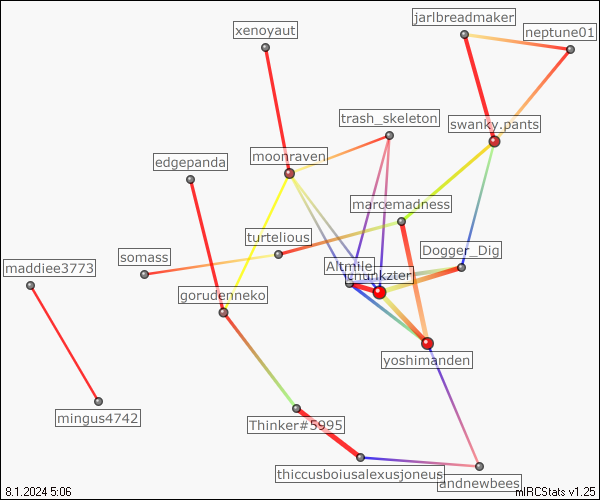 jarlbreadmaker
xenoyaut
neptune01
trash_skeleton
swanky.pants
moonraven
edgepanda
marcemadness
turtelious
Dogger_Dig
somass
Altmile
maddiee3773
chunkzter
gorudenneko
yoshimanden
mingus4742
Thinker#5995
thiccusboiusalexusjoneus
andnewbees
8.1.2024 5:06
mIRCStats v1.25